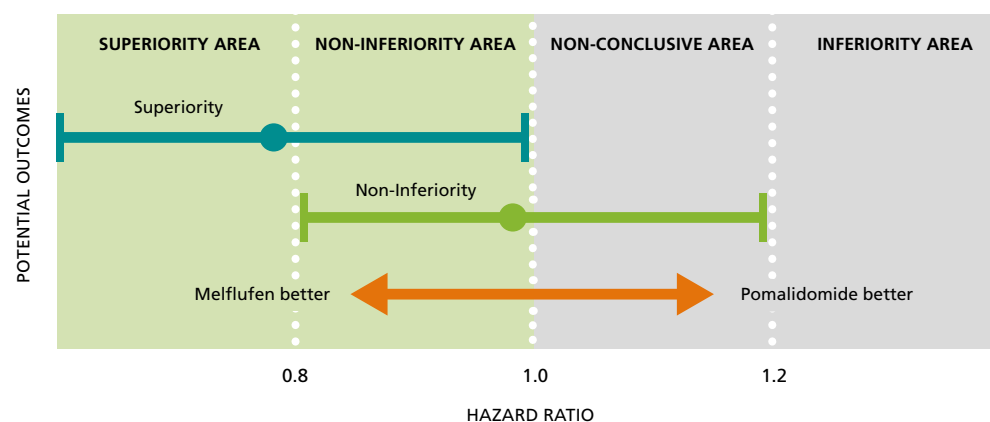 SUPERIORITY AREA
NON-INFERIORITY AREA
NON-CONCLUSIVE AREA
INFERIORITY AREA
POTENTIAL OUTCOMES
Superiority
Non-Inferiority
Melflufen better
Pomalidomide better
0.8
1.0
1.2
HAZARD RATIO